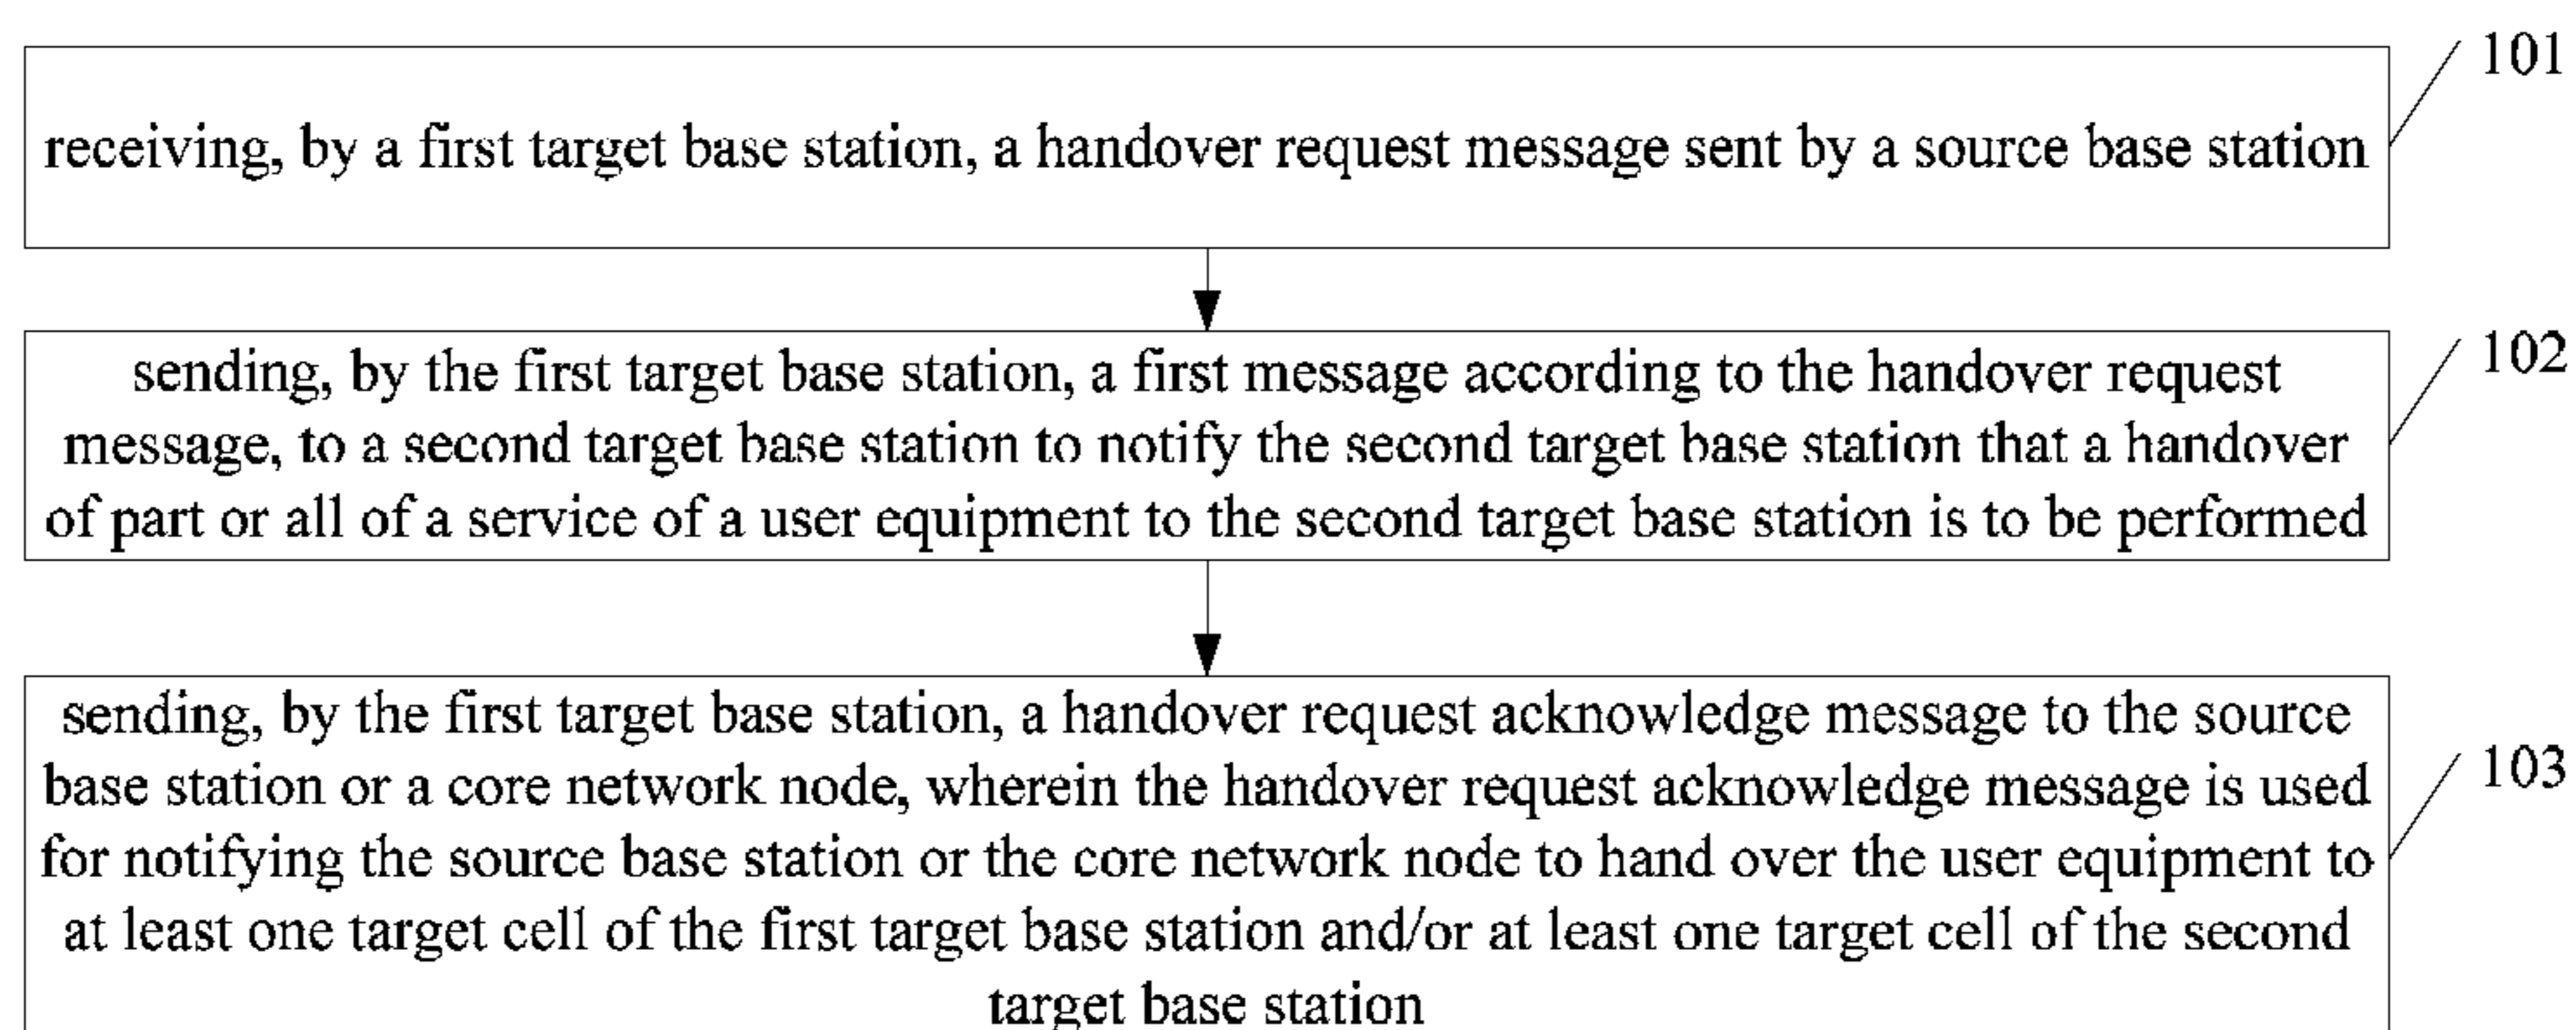 101
receiving, by a first target base station, a handover request message sent by a source base station
102
sending, by the first target base station, a first message according to the handover request
message, to a second target base station to notify the second target base station that a handover
of part or all of a service of a user equipment to the second target base station is to be performed
sending, by the first target base station, a handover request acknowledge message to the source
103
base station or a core network node, wherein the handover request acknowledge message is used
for notifying the source base station or the core network node to hand over the user equipment to
at least one target cell of the first target base station and/or at least one target cell of the second
target base station